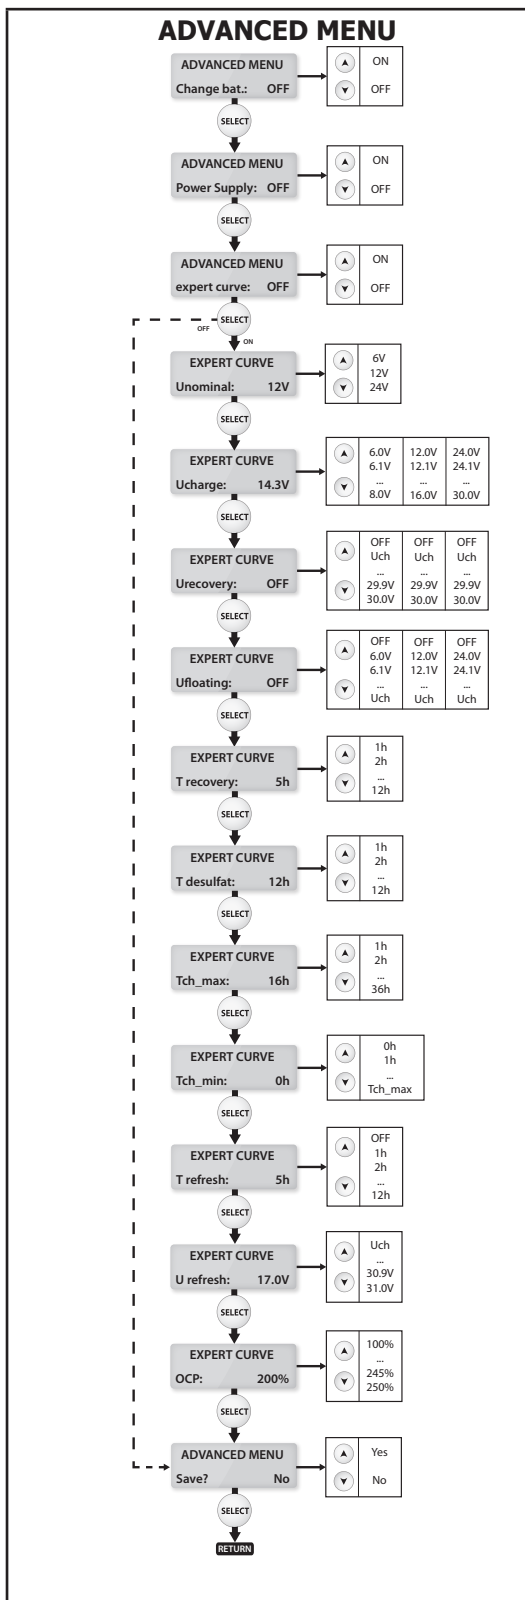 ADVANCED MENU
ADVANCED MENU
Change bat.: OFF
ON
OFF
SELECT
ADVANCED MENU
Power Supply: OFF
ON
OFF
SELECT
ADVANCED MENU
expert curve: OFF
ON
OFF
SELECT
OFF
ON
EXPERT CURVE
Unominal: 12V
6V
12V
24V
SELECT
EXPERT CURVE
Ucharge: 14.3V
6.0V 12.0V 24.0V
6.1V 12.1V 24.1V
... ... ...
8.0V 16.0V 30.0V
SELECT
EXPERT CURVE
Urecovery: OFF
OFF OFF OFF
Uch Uch Uch
... ... ...
29.9V 29.9V 29.9V
30.0V 30.0V 30.0V
SELECT
EXPERT CURVE
Ufloating: OFF
OFF OFF OFF
6.0V 12.0V 24.0V
6.1V 12.1V 24.1V
... ... ...
Uch Uch Uch
SELECT
EXPERT CURVE
T recovery: 5h
1h
2h
...
12h
SELECT
EXPERT CURVE
T desulfat: 12h
1h
2h
...
12h
SELECT
EXPERT CURVE
Tch_max: 16h
1h
2h
...
36h
SELECT
EXPERT CURVE
Tch_min: 0h
0h
1h
...
Tch_max
SELECT
EXPERT CURVE
T refresh: 5h
OFF
1h
2h
...
12h
SELECT
EXPERT CURVE
U refresh: 17.0V
Uch
...
30.9V
31.0V
SELECT
EXPERT CURVE
OCP: 200%
100%
...
245%
250%
SELECT
ADVANCED MENU
Save? No
Yes
No
SELECT
RETURN